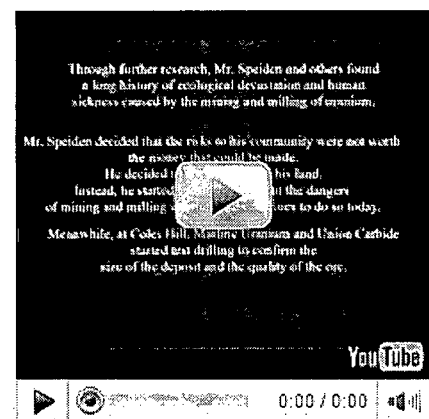 Through further research, Mr. Speiden and others found
a long history of ecological devastation and human
sickness caused by the mining and milling of uranium.
Mr. Speiden decided that the risks to his community were not worth
the money that could be made.
He decided his land.
Instead, he started the dangers
of mining and milling to do so today.
Meanwhile, at Coles Hill, Marline Uranium and Union Carbide
started test drilling to confirm the
size of the deposit and the quality of the ore.
You Tube
0:00 / 0:00